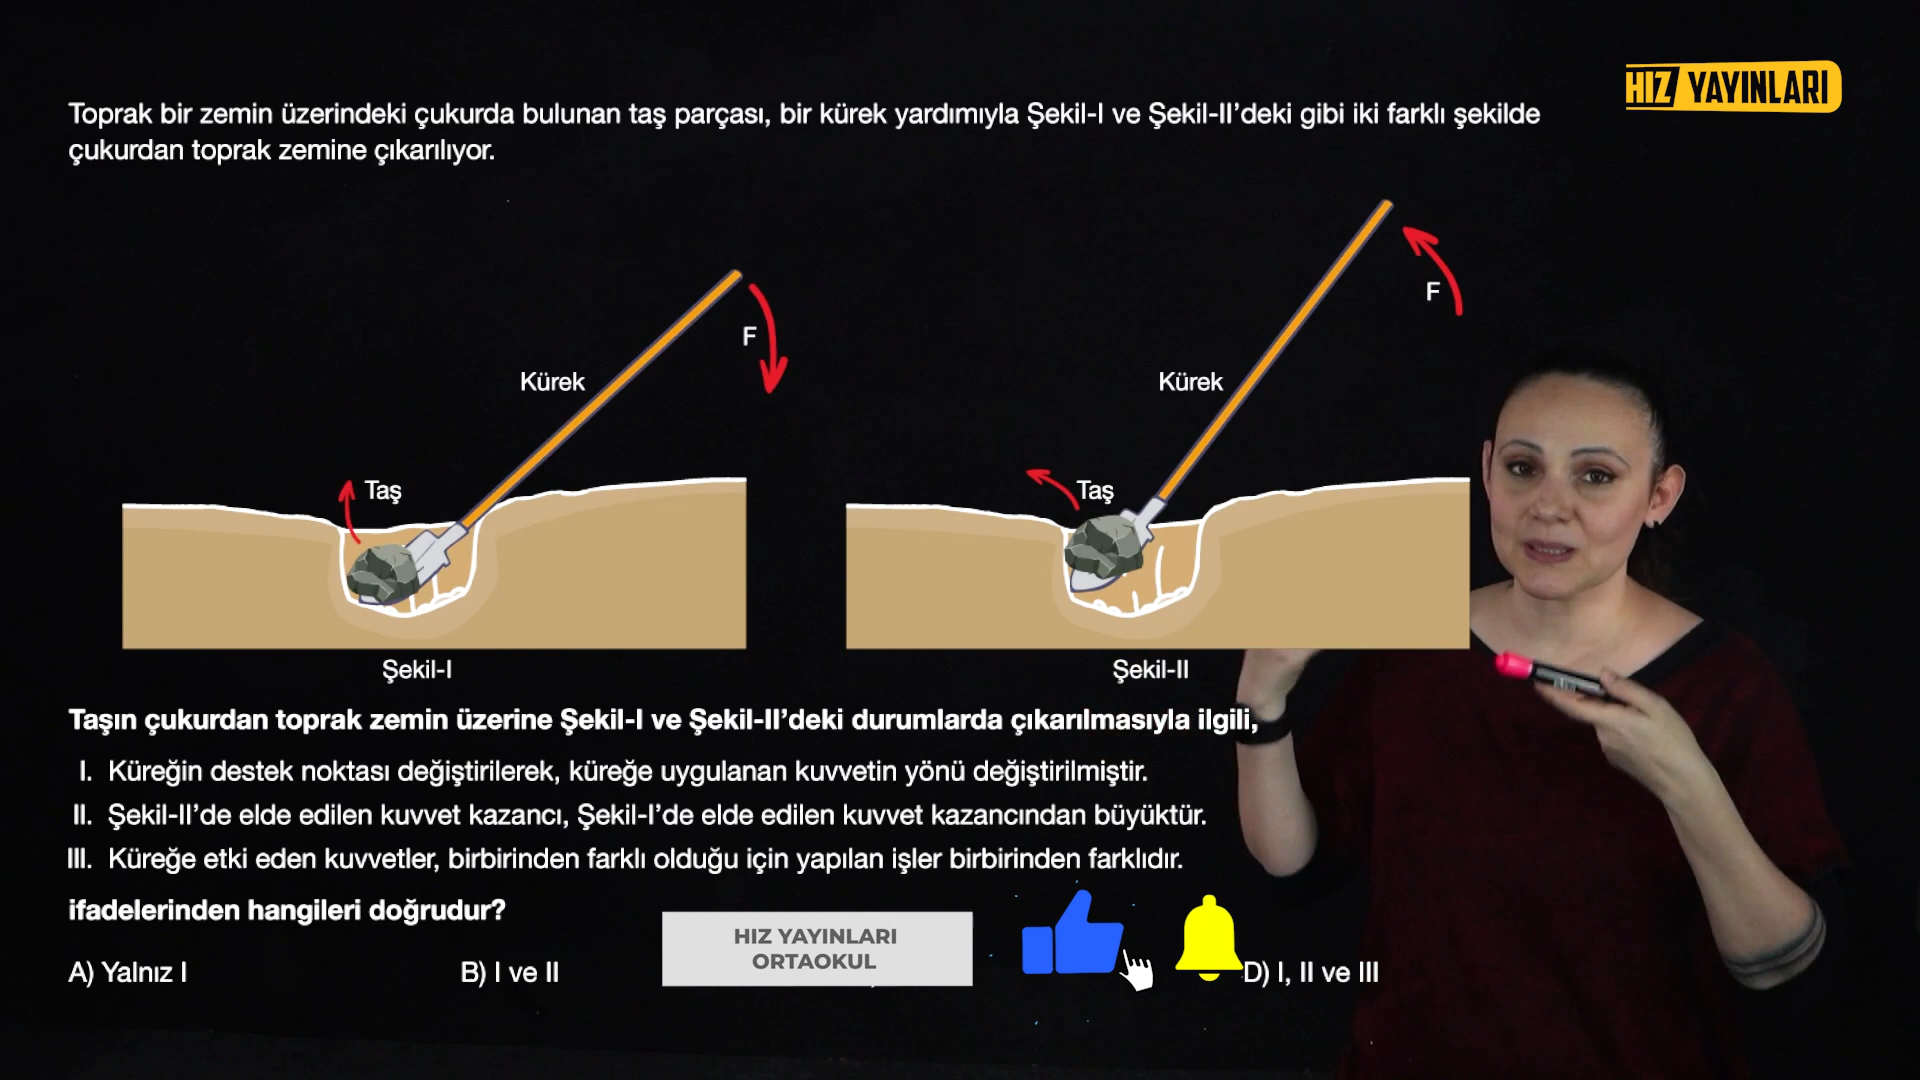 HIZ YAYINLARI
Toprak bir zemin üzerindeki çukurda bulunan taş parçası, bir kürek yardımıyla Şekil-I ve Şekil-II'deki gibi iki farklı şekilde
çukurdan toprak zemine çıkarılıyor.
F
Kürek
Taş
Şekil-I
F
Kürek
Taş
Şekil-II
Taşın çukurdan toprak zemin üzerine Şekil-I ve Şekil-II'deki durumlarda çıkarılmasıyla ilgili,
I. Küreğin destek noktası değiştirilerek, küreğe uygulanan kuvvetin yönü değiştirilmiştir.
II. Şekil-II'de elde edilen kuvvet kazancı, Şekil-I'de elde edilen kuvvet kazancından büyüktür.
III. Küreğe etki eden kuvvetler, birbirinden farklı olduğu için yapılan işler birbirinden farklıdır.
ifadelerinden hangileri doğrudur?
A) Yalnız I
B) I ve II
HIZ YAYINLARI
ORTAOKUL
D) I, II ve III